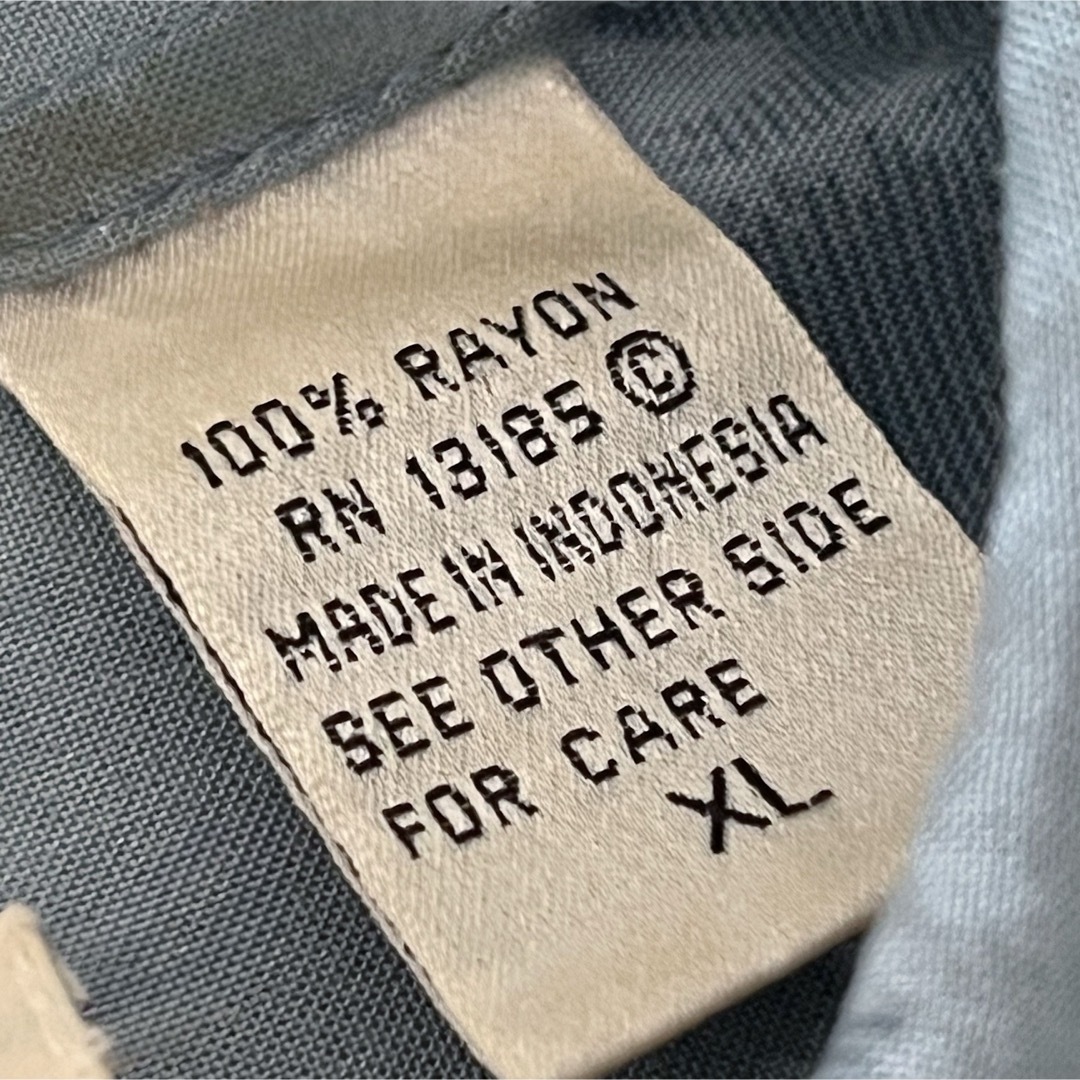 100% RAYON
RN 13185 ©
MADE IN INDONESIA
SEE OTHER SIDE
FOR CARE
XL